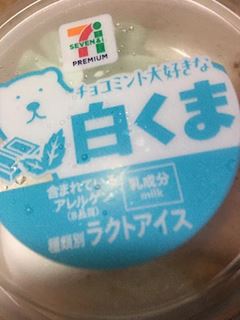 7
SEVEN&i
PREMIUM
チョコミント大好きな
白くま
含まれている
アレルゲン
(8品目)
乳成分
milk
種類別 ラクトアイス